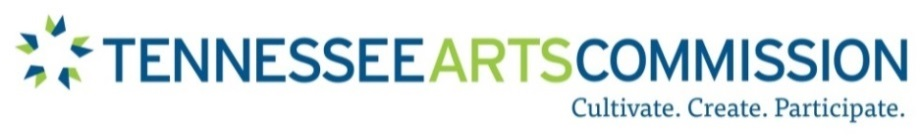 TENNESSEEARTSCOMMISSION
Cultivate. Create. Participate.